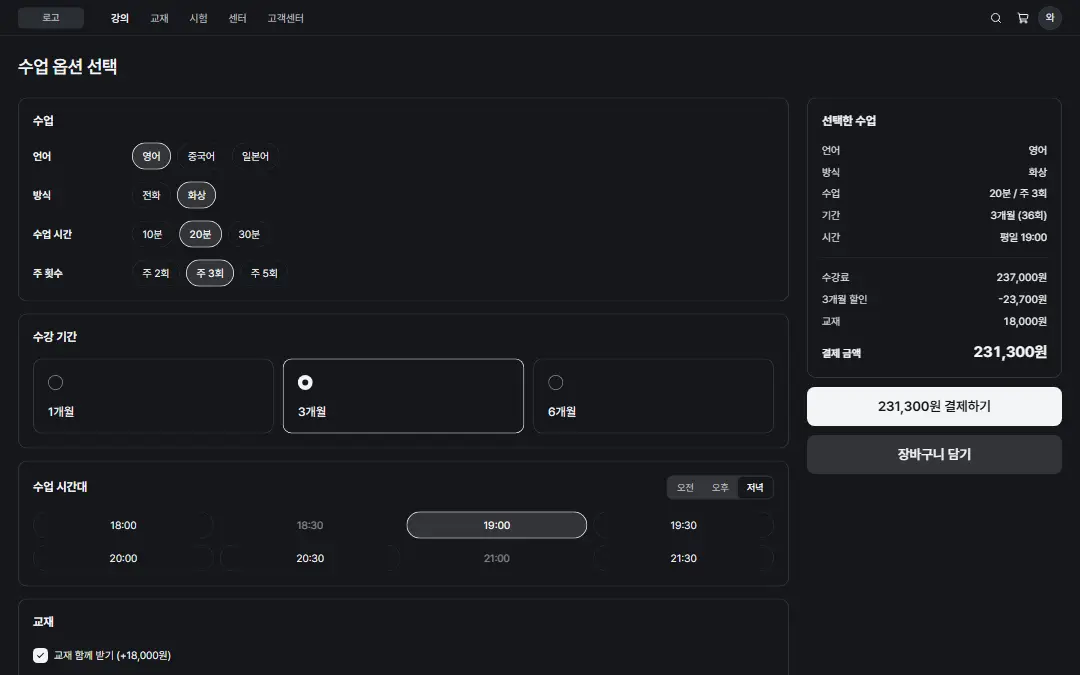 로고 강의 교재 시험 센터 고객센터 와
수업 옵션 선택
수업
언어 영어 중국어 일본어
방식 전화 화상
수업 시간 10분 20분 30분
주 횟수 주 2회 주 3회 주 5회
수강 기간
1개월 3개월 6개월
수업 시간대 오전 오후 저녁
18:00 18:30 19:00 19:30
20:00 20:30 21:00 21:30
교재
교재 함께 받기 (+18,000원)
선택한 수업
언어 영어
방식 화상
수업 20분 / 주 3회
기간 3개월 (36회)
시간 평일 19:00
수강료 237,000원
3개월 할인 -23,700원
교재 18,000원
결제 금액 231,300원
231,300원 결제하기
장바구니 담기